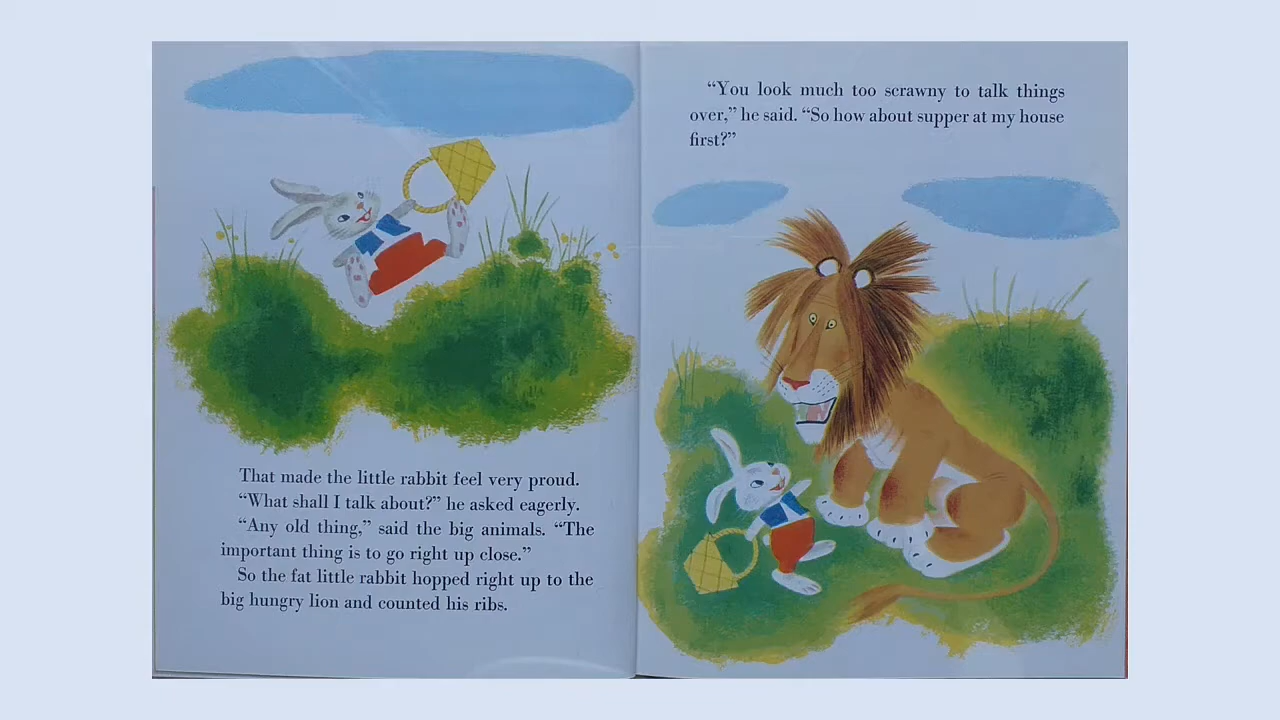 That made the little rabbit feel very proud.
“What shall I talk about?” he asked eagerly.
“Any old thing,” said the big animals. “The
important thing is to go right up close.”
So the fat little rabbit hopped right up to the
big hungry lion and counted his ribs.
“You look much too scrawny to talk things
over,” he said. “So how about supper at my house
first?”